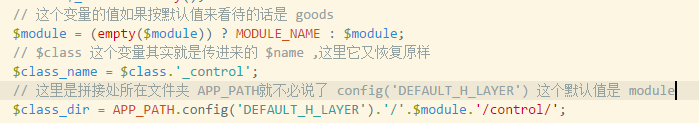 // 这个变量的值如果按默认值来看待的话是 goods
$module = (empty($module)) ? MODULE_NAME : $module;
// $class 这个变量其实就是传进来的 $name ,这里它又恢复原样
$class_name = $class.'_control';
// 这里是拼接处所在文件夹 APP_PATH就不必说了 config('DEFAULT_H_LAYER') 这个默认值是 module
$class_dir = APP_PATH.config('DEFAULT_H_LAYER').'/'.$module.'/control/';